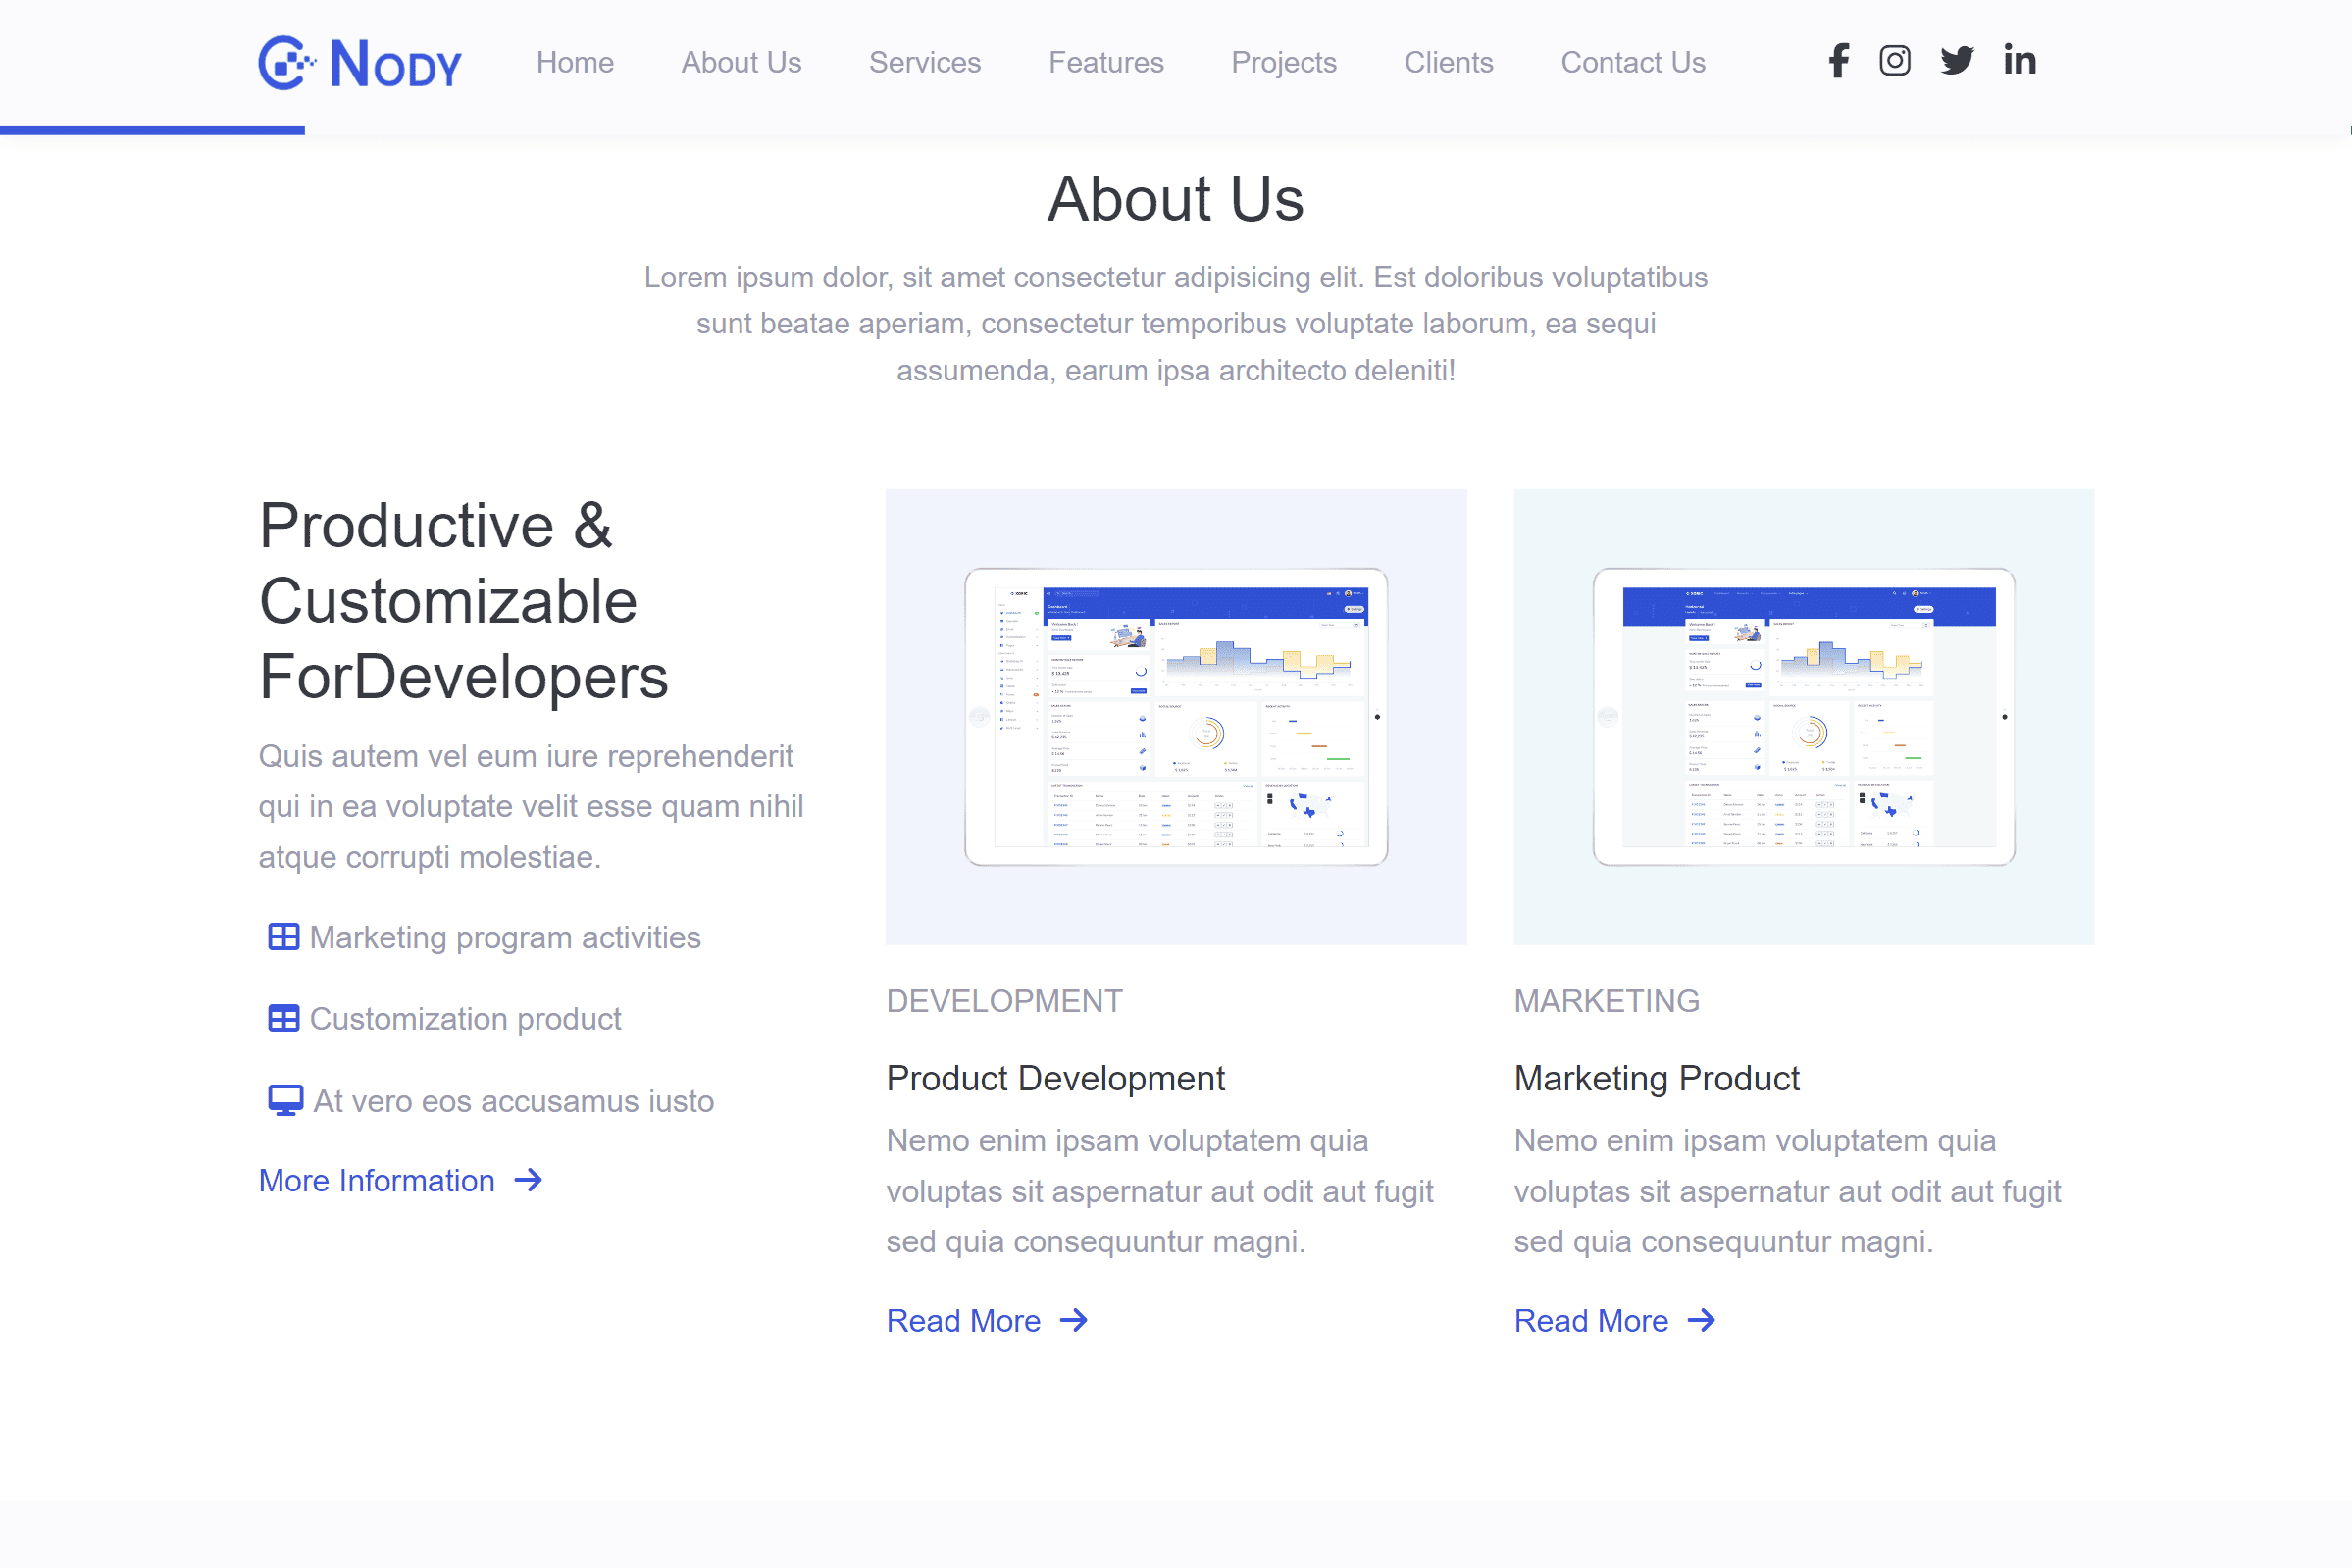 NODY
Home About Us Services Features Projects Clients Contact Us
About Us
Lorem ipsum dolor, sit amet consectetur adipisicing elit. Est doloribus voluptatibus
sunt beatae aperiam, consectetur temporibus voluptate laborum, ea sequi
assumenda, earum ipsa architecto deleniti!
Productive &
Customizable
ForDevelopers
Quis autem vel eum iure reprehenderit
qui in ea voluptate velit esse quam nihil
atque corrupti molestiae.
Marketing program activities
Customization product
At vero eos accusamus iusto
More Information
DEVELOPMENT
Product Development
Nemo enim ipsam voluptatem quia
voluptas sit aspernatur aut odit aut fugit
sed quia consequuntur magni.
Read More
MARKETING
Marketing Product
Nemo enim ipsam voluptatem quia
voluptas sit aspernatur aut odit aut fugit
sed quia consequuntur magni.
Read More